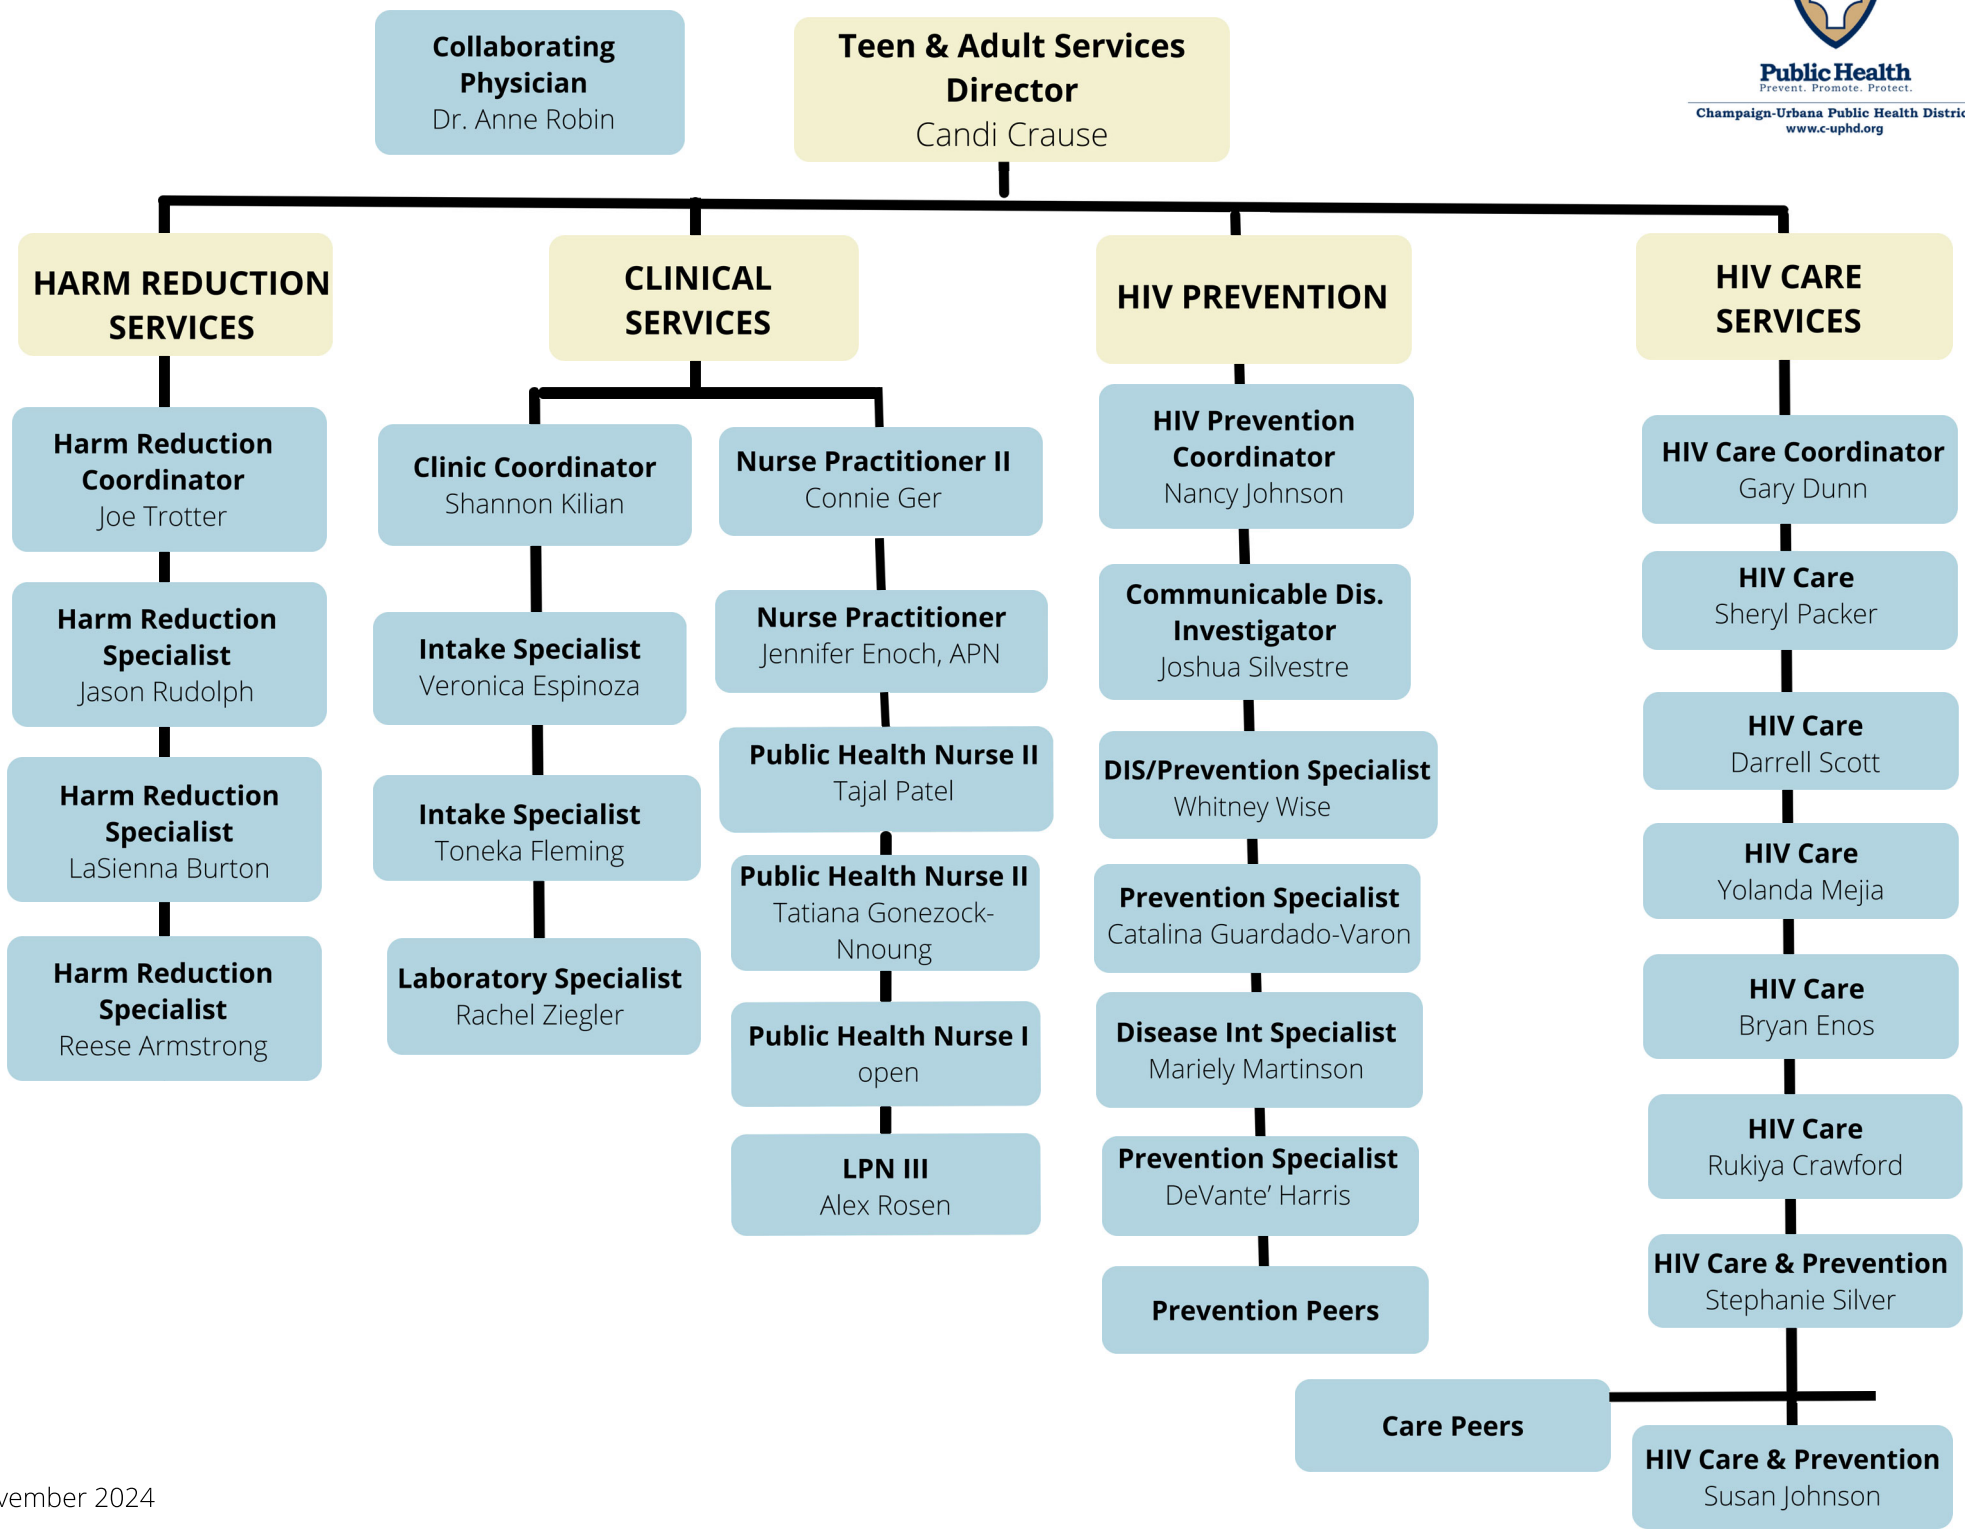 Collaborating
Physician
Dr. Anne Robin
Teen & Adult Services
Director
Candi Crause
Public Health
Prevent. Promote. Protect.
Champaign-Urbana Public Health Distric
www.c-uphd.org
HARM REDUCTION
SERVICES
Harm Reduction
Coordinator
Joe Trotter
Harm Reduction
Specialist
Jason Rudolph
Harm Reduction
Specialist
LaSienna Burton
Harm Reduction
Specialist
Reese Armstrong
CLINICAL
SERVICES
Clinic Coordinator
Shannon Kilian
Intake Specialist
Veronica Espinoza
Intake Specialist
Toneka Fleming
Laboratory Specialist
Rachel Ziegler
Nurse Practitioner II
Connie Ger
Nurse Practitioner
Jennifer Enoch, APN
Public Health Nurse II
Tajal Patel
Public Health Nurse II
Tatiana Gonezock-
Nnoung
Public Health Nurse I
open
LPN III
Alex Rosen
HIV PREVENTION
HIV Prevention
Coordinator
Nancy Johnson
Communicable Dis.
Investigator
Joshua Silvestre
DIS/Prevention Specialist
Whitney Wise
Prevention Specialist
Catalina Guardado-Varon
Disease Int Specialist
Mariely Martinson
Prevention Specialist
DeVante’ Harris
Prevention Peers
HIV CARE
SERVICES
HIV Care Coordinator
Gary Dunn
HIV Care
Sheryl Packer
HIV Care
Darrell Scott
HIV Care
Yolanda Mejia
HIV Care
Bryan Enos
HIV Care
Rukiya Crawford
HIV Care & Prevention
Stephanie Silver
Care Peers
HIV Care & Prevention
Susan Johnson
vember 2024